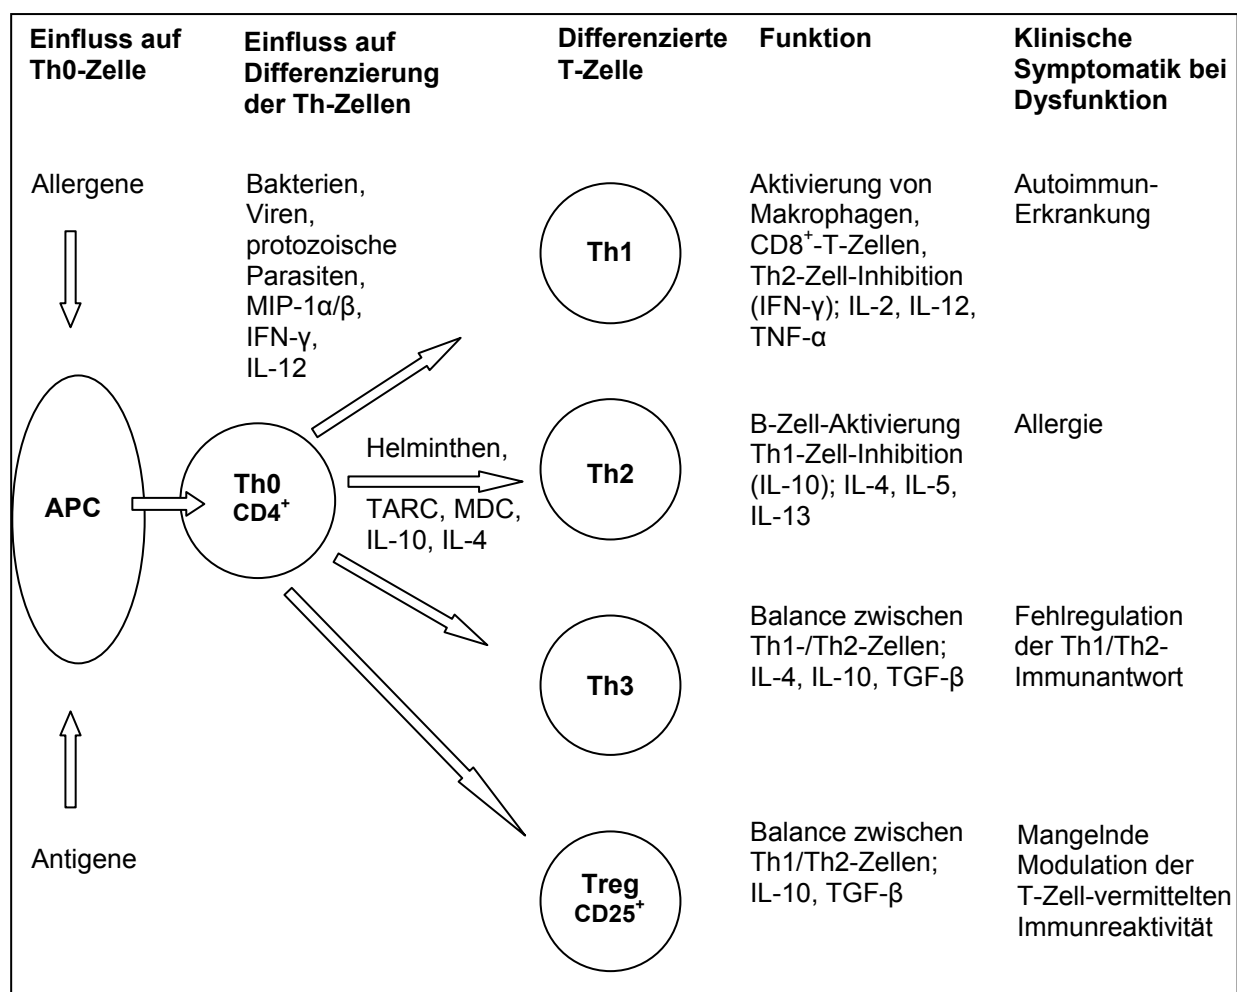 Einfluss auf
Th0-Zelle
Einfluss auf
Differenzierung
der Th-Zellen
Differenzierte
T-Zelle
Funktion
Klinische
Symptomatik bei
Dysfunktion
Allergene
Bakterien,
Viren,
protozoische
Parasiten,
MIP-1α/β,
IFN-γ,
IL-12
Th1
Aktivierung von
Makrophagen,
CD8⁺-T-Zellen,
Th2-Zell-Inhibition
(IFN-γ); IL-2, IL-12,
TNF-α
Autoimmun-
Erkrankung
APC
Th0
CD4⁺
Helminthen,
TARC, MDC,
IL-10, IL-4
Th2
B-Zell-Aktivierung
Th1-Zell-Inhibition
(IL-10); IL-4, IL-5,
IL-13
Allergie
Th3
Balance zwischen
Th1-/Th2-Zellen;
IL-4, IL-10, TGF-β
Fehlregulation
der Th1/Th2-
Immunantwort
Antigene
Treg
CD25⁺
Balance zwischen
Th1/Th2-Zellen;
IL-10, TGF-β
Mangelnde
Modulation der
T-Zell-vermittelten
Immunreaktivität